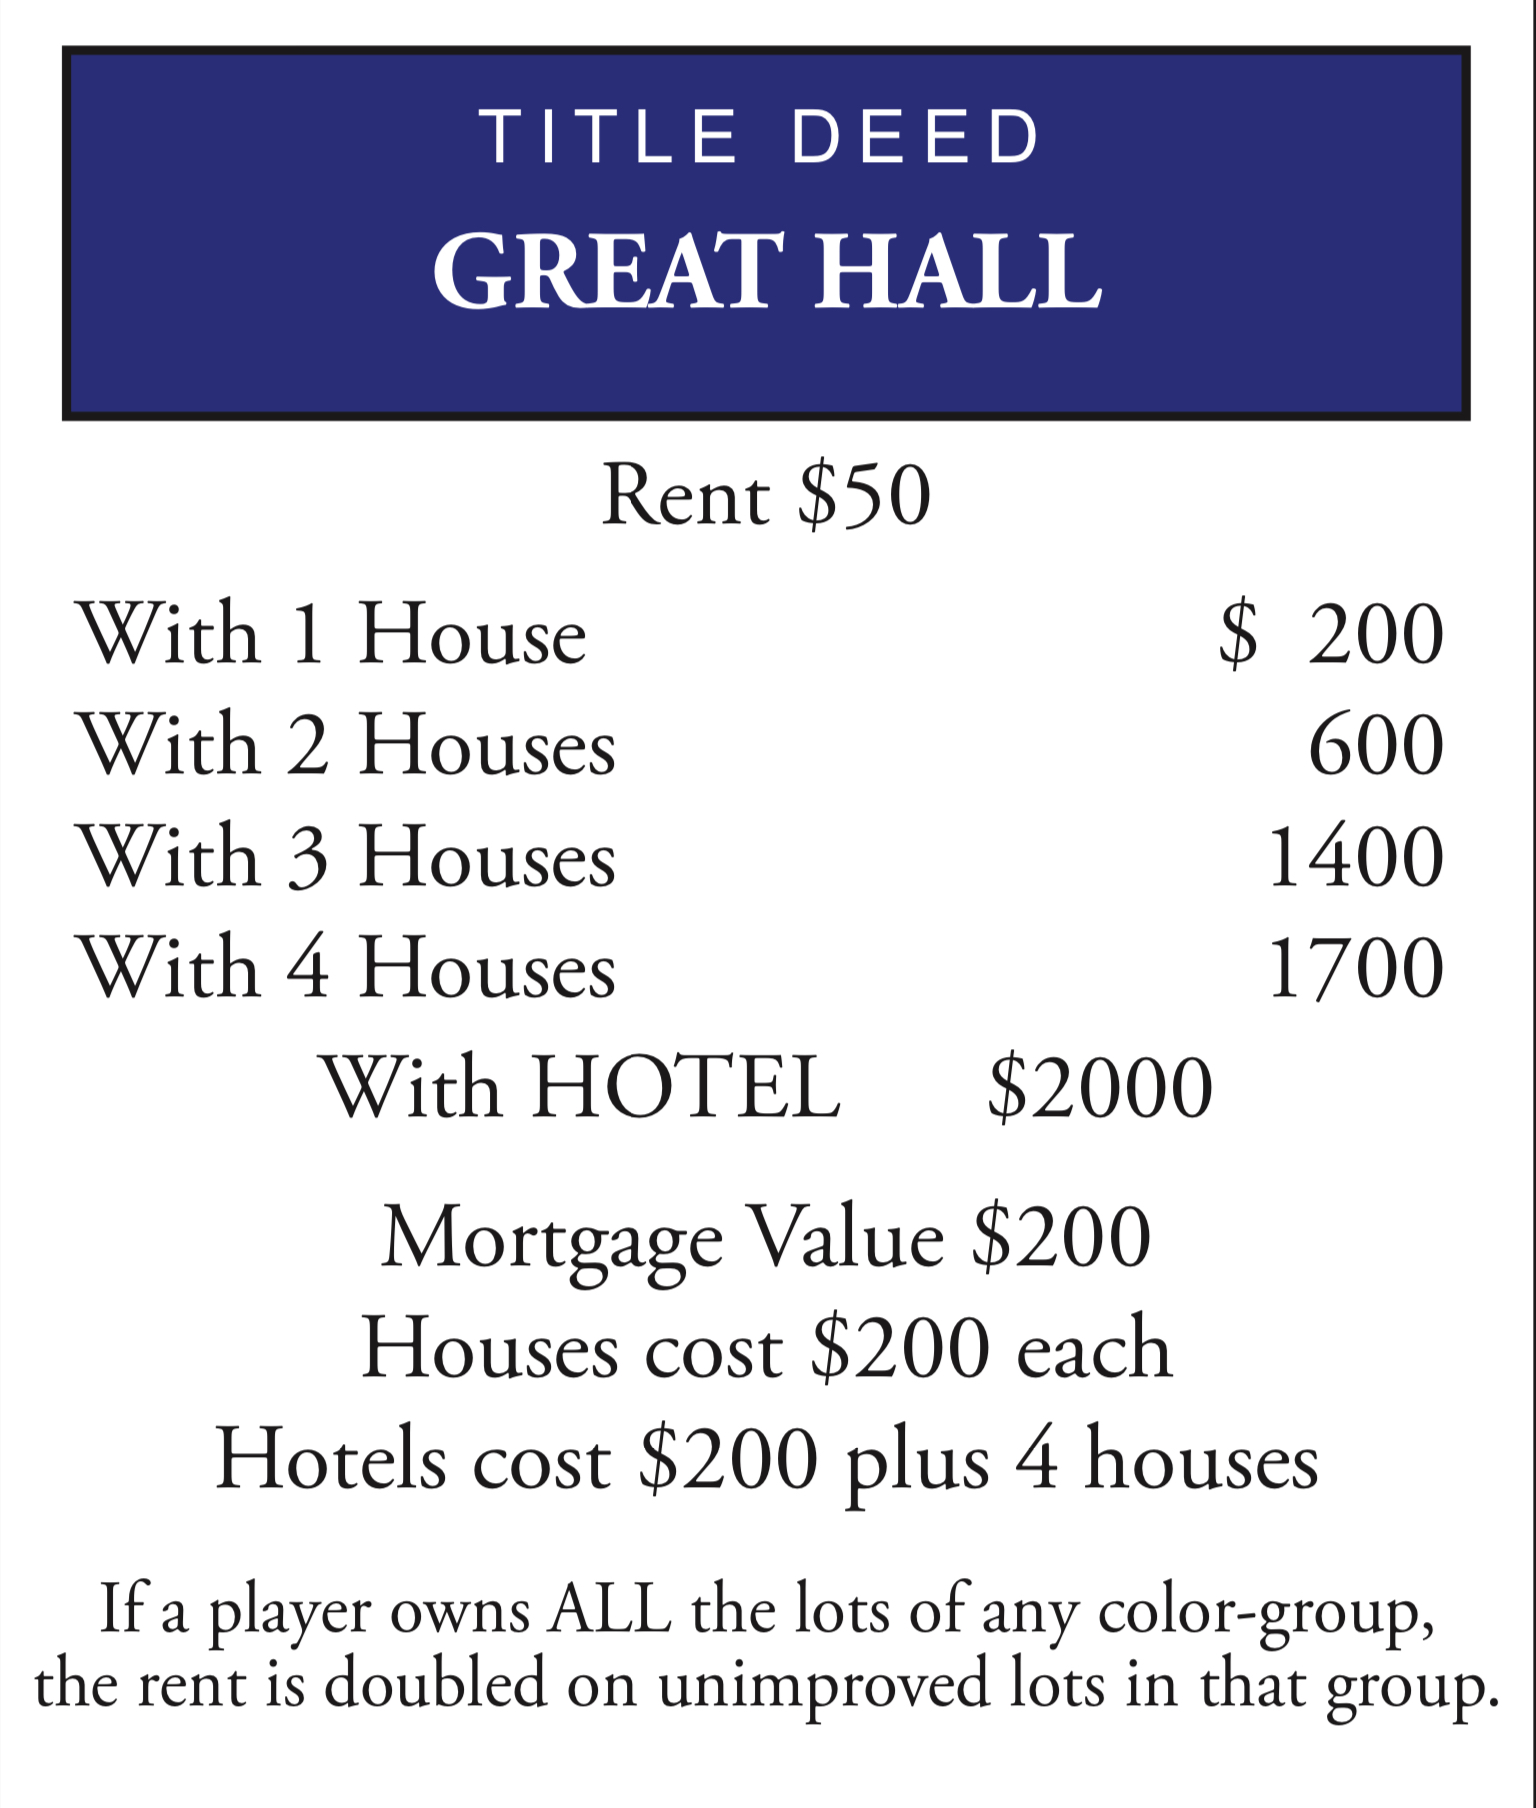 TITLE DEED
GREAT HALL
Rent $50
With 1 House $ 200
With 2 Houses 600
With 3 Houses 1400
With 4 Houses 1700
With HOTEL $2000
Mortgage Value $200
Houses cost $200 each
Hotels cost $200 plus 4 houses
If a player owns ALL the lots of any color-group,
the rent is doubled on unimproved lots in that group.